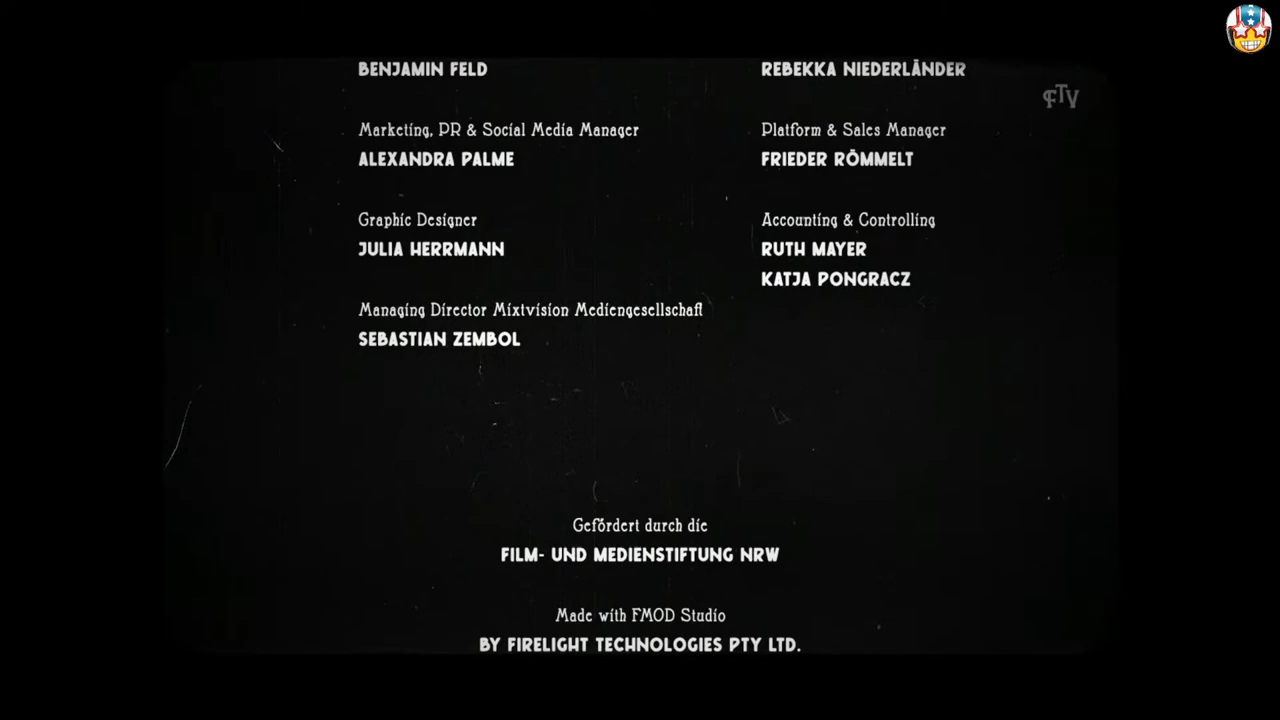 BENJAMIN FELD
REBEKKA NIEDERLÄNDER
FTV
Marketing, PR & Social Media Manager
ALEXANDRA PALME
Platform & Sales Manager
FRIEDER RÖMMELT
Graphic Designer
JULIA HERRMANN
Accounting & Controlling
RUTH MAYER
KATJA PONGRACZ
Managing Director Mixtvision Mediengesellschaft
SEBASTIAN ZEMBOL
Gefördert durch die
FILM- UND MEDIENSTIFTUNG NRW
Made with FMOD Studio
BY FIRELIGHT TECHNOLOGIES PTY LTD.